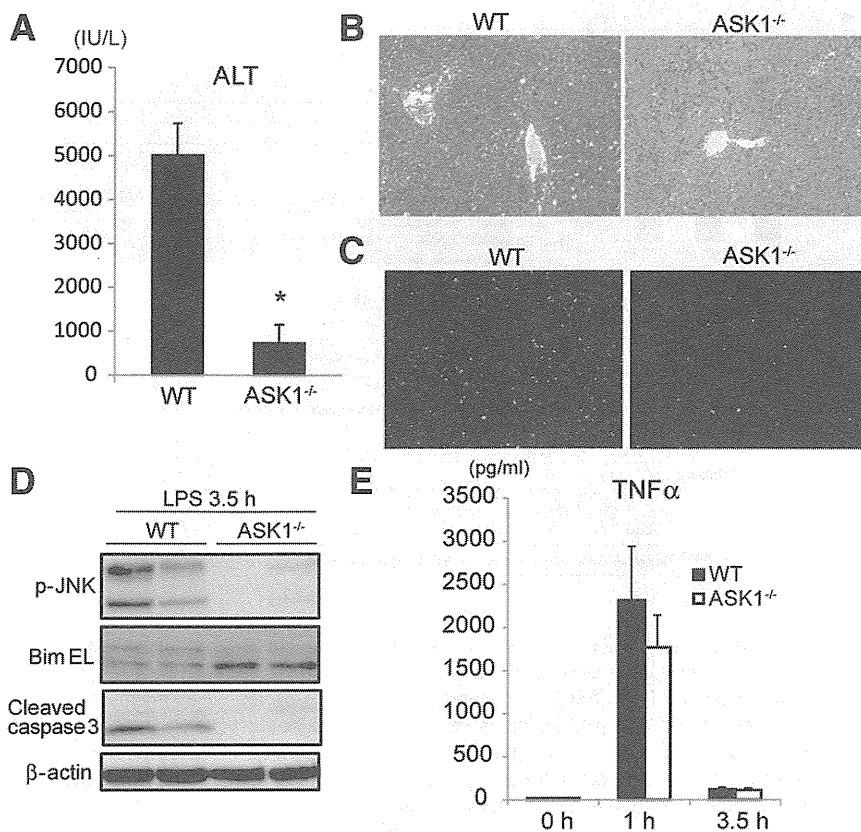 A
(IU/L)
ALT
7000
6000
5000
4000
3000
2000
1000
0
*
WT
ASK1-/-
B
WT
ASK1-/-
C
WT
ASK1-/-
D
LPS 3.5 h
WT
ASK1-/-
p-JNK
Bim EL
Cleaved
caspase 3
β-actin
E
(pg/ml)
TNFα
3500
3000
2500
2000
1500
1000
500
0
WT
ASK1-/-
0 h
1 h
3.5 h